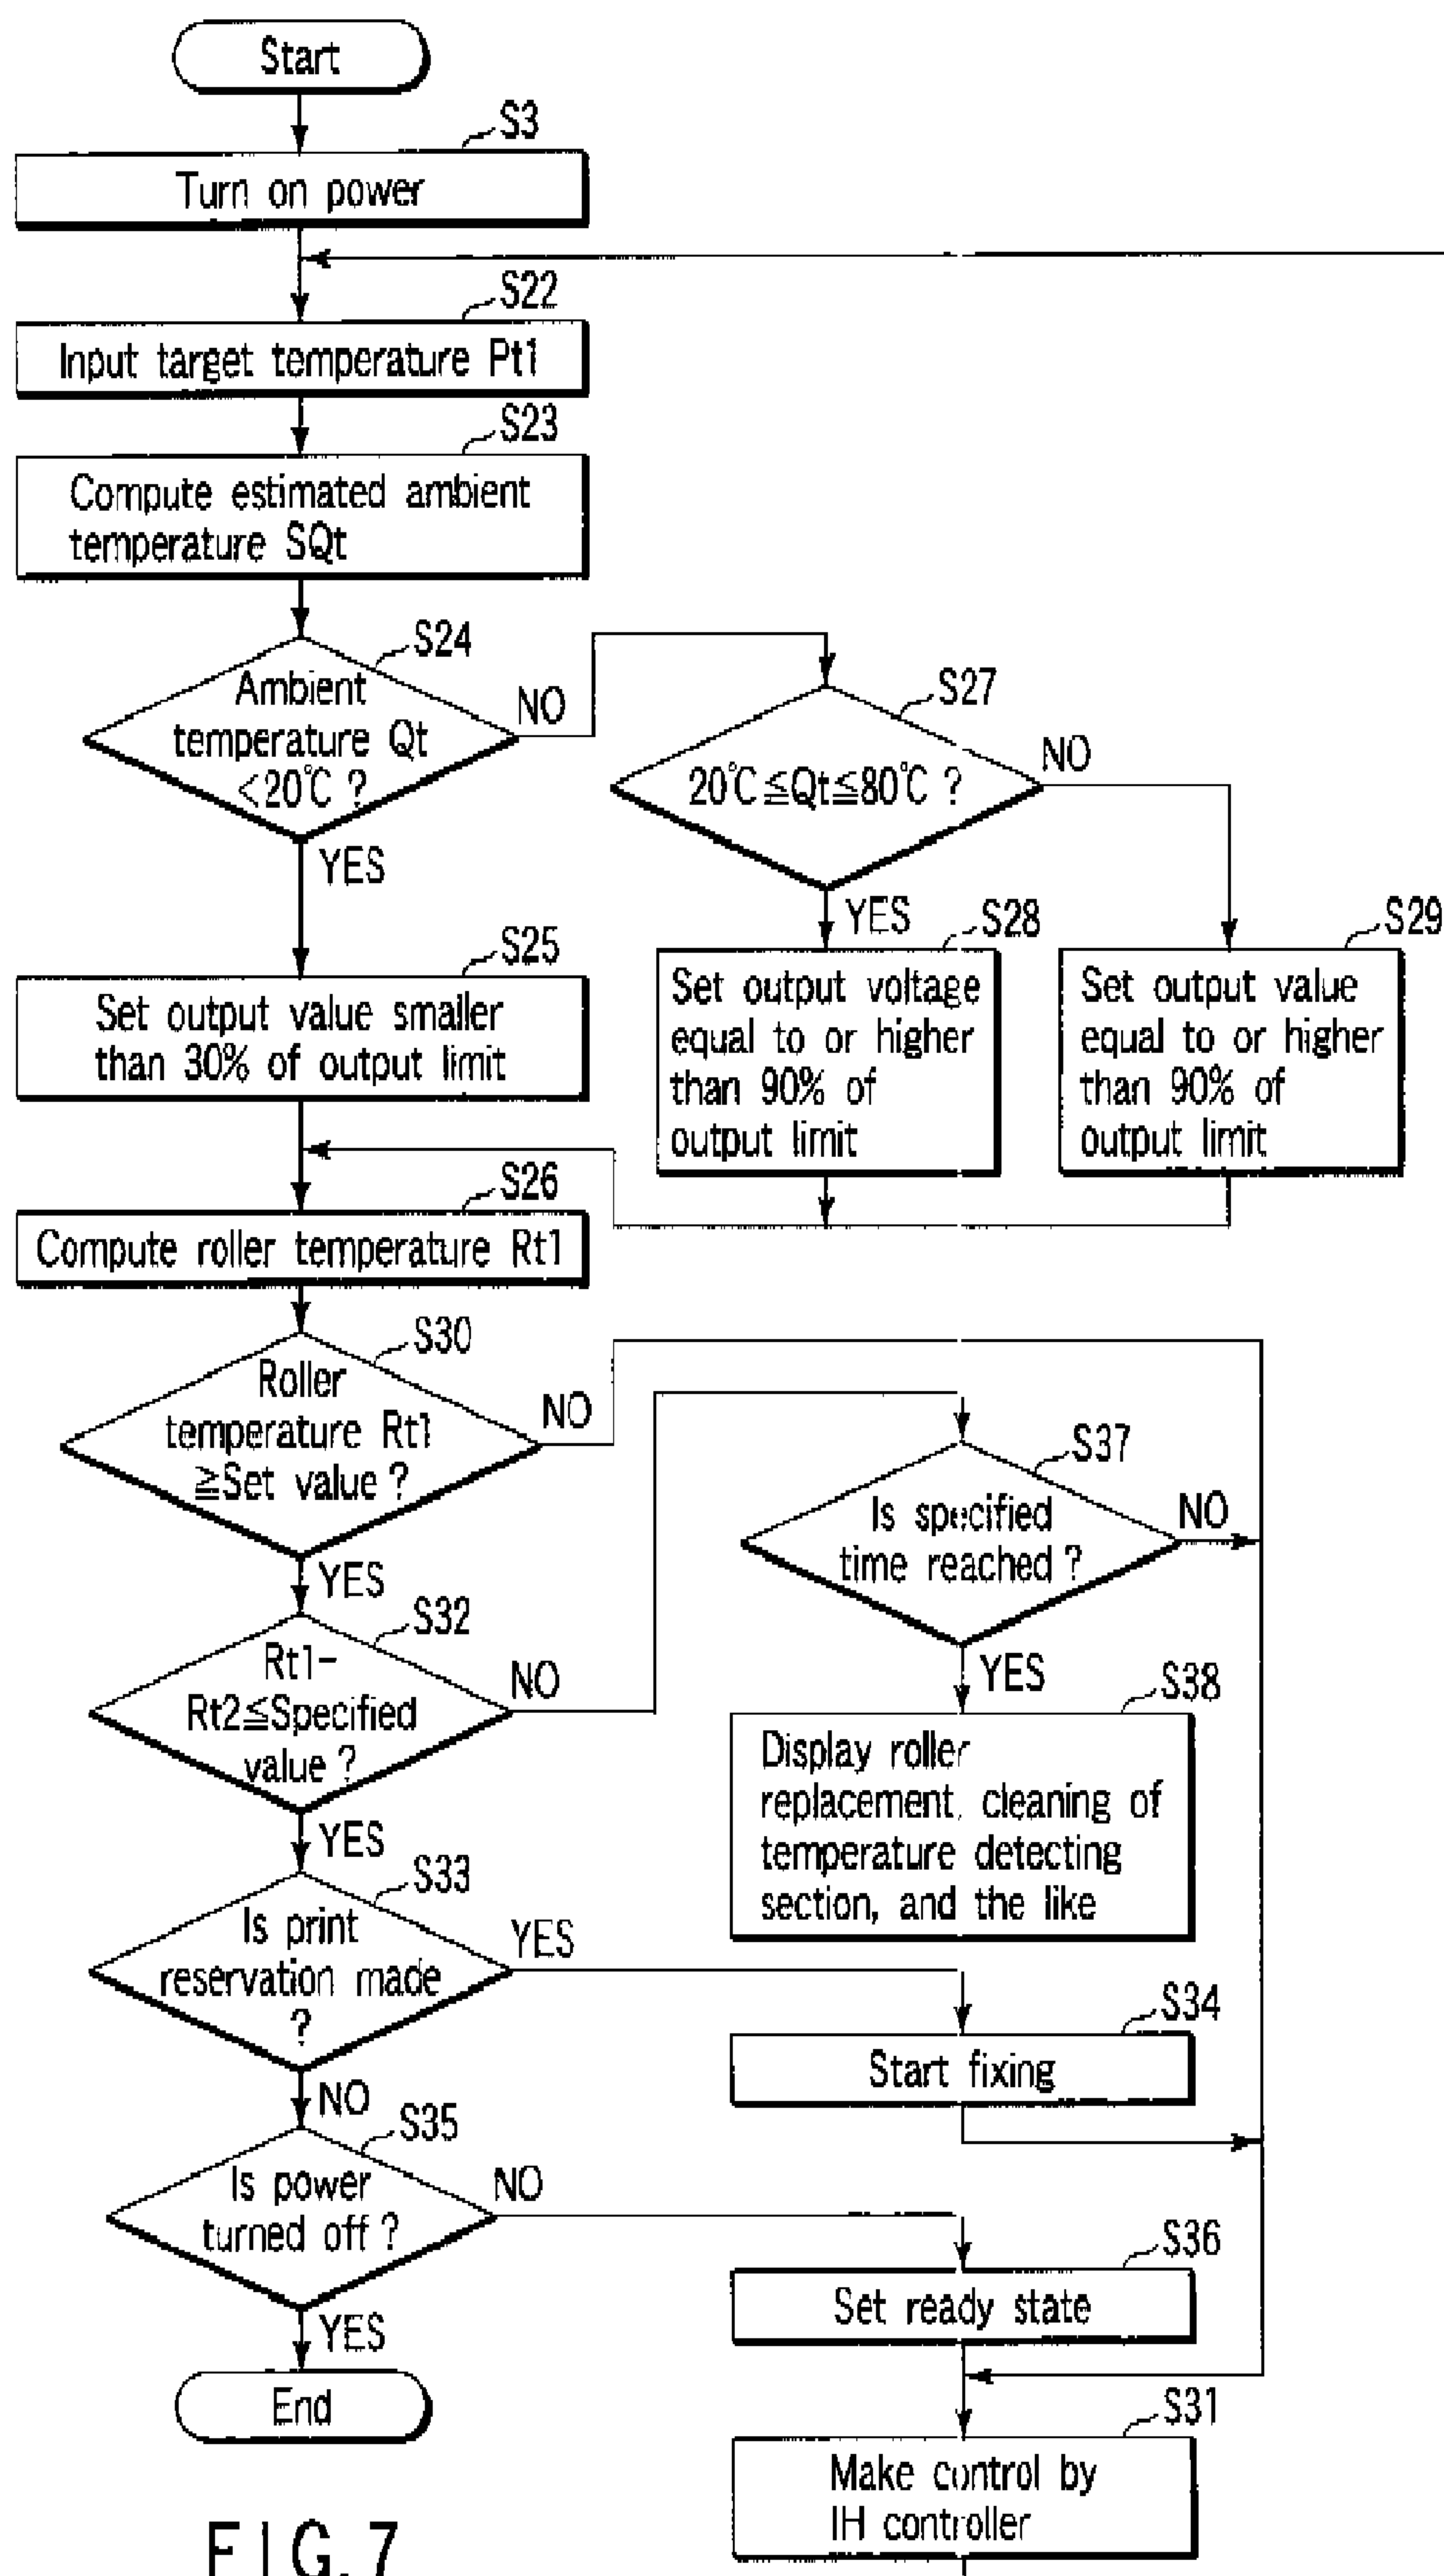 Start
S3
Turn on power
S22
Input target temperature Pt1
S23
Compute estimated ambient
temperature SQt
S24
Ambient
temperature Qt
<20℃ ?
NO
YES
S27
20℃≦Qt≦80℃ ?
NO
YES
S25
Set output value smaller
than 30% of output limit
S28
Set output voltage
equal to or higher
than 90% of
output limit
S29
Set output value
equal to or higher
than 90% of
output limit
S26
Compute roller temperature Rt1
S30
Roller
temperature Rt1
≧Set value ?
NO
YES
S37
Is specified
time reached ?
NO
YES
S32
Rt1-
Rt2≦Specified
value ?
NO
YES
S38
Display roller
replacement, cleaning of
temperature detecting
section, and the like
S33
Is print
reservation made
?
YES
NO
S34
Start fixing
S35
Is power
turned off ?
NO
YES
S36
Set ready state
End
S31
Make control by
IH controller
FIG. 7